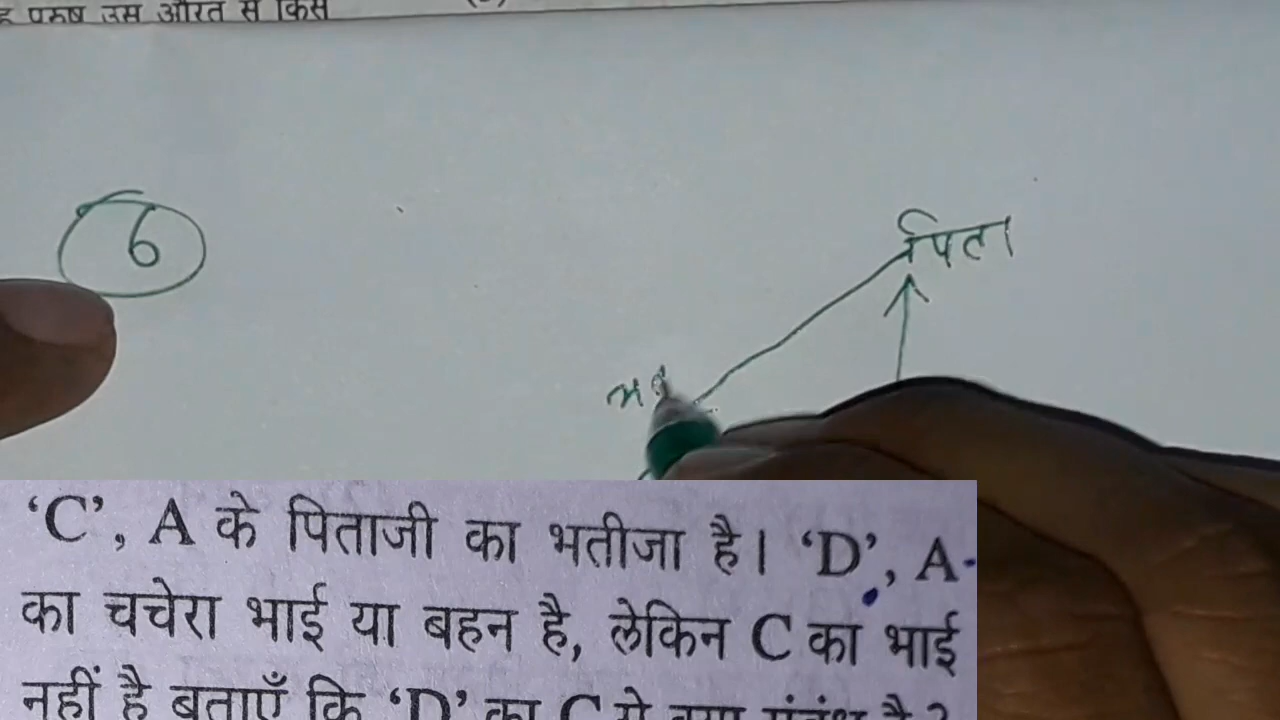 पुरुष उस औरत से किस
6
पिता
'C', A के पिताजी का भतीजा है। 'D', A
का चचेरा भाई या बहन है, लेकिन C का भाई
नहीं है बताएँ कि 'D' का C से क्या संबंध है ?